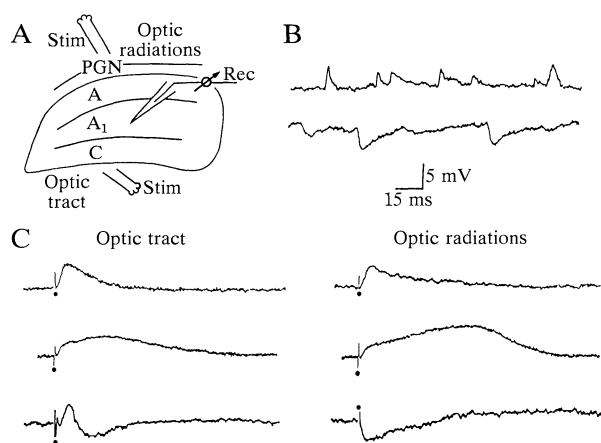 A
Stim
Optic
radiations
PGN
Rec
A
A1
C
Optic
tract
Stim
B
5 mV
15 ms
C
Optic tract
Optic radiations